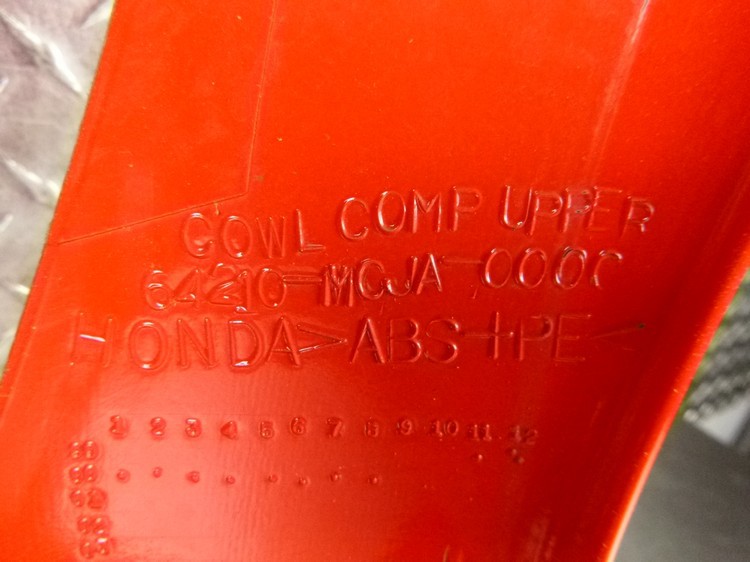 COWL COMP UPPER
64210-MCJA-0000
HONDA >ABS+PE<
1 2 3 4 5 6 7 8 9 10 11 12